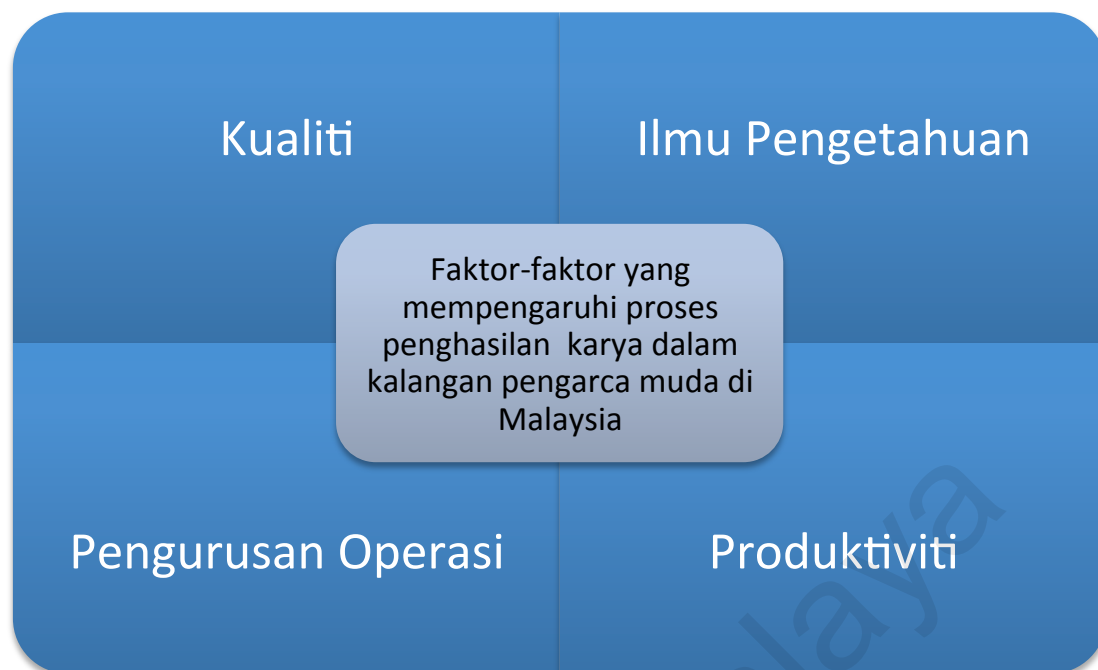 Kualiti
Ilmu Pengetahuan
Faktor-faktor yang
mempengaruhi proses
penghasilan  karya dalam
kalangan pengarca muda di
Malaysia
Pengurusan Operasi
Produktiviti